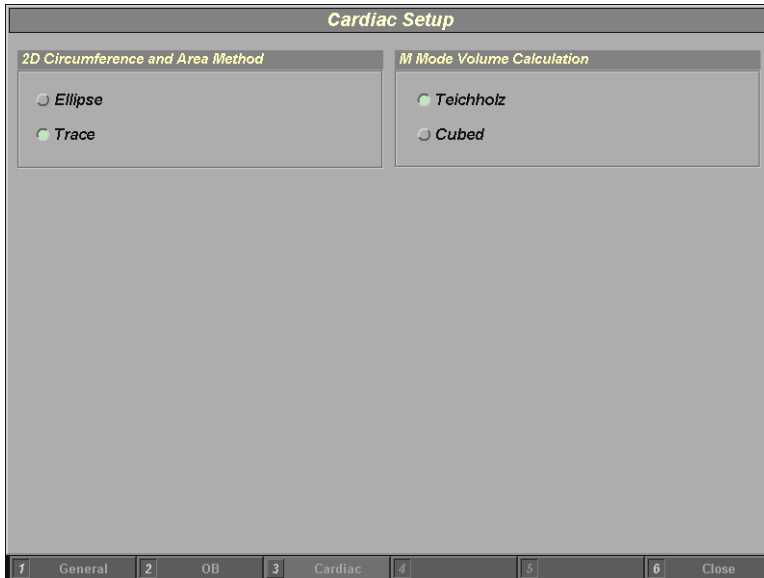 Cardiac Setup
2D Circumference and Area Method
Ellipse
Trace
M Mode Volume Calculation
Teichholz
Cubed
1 General 2 OB 3 Cardiac 4 5 6 Close